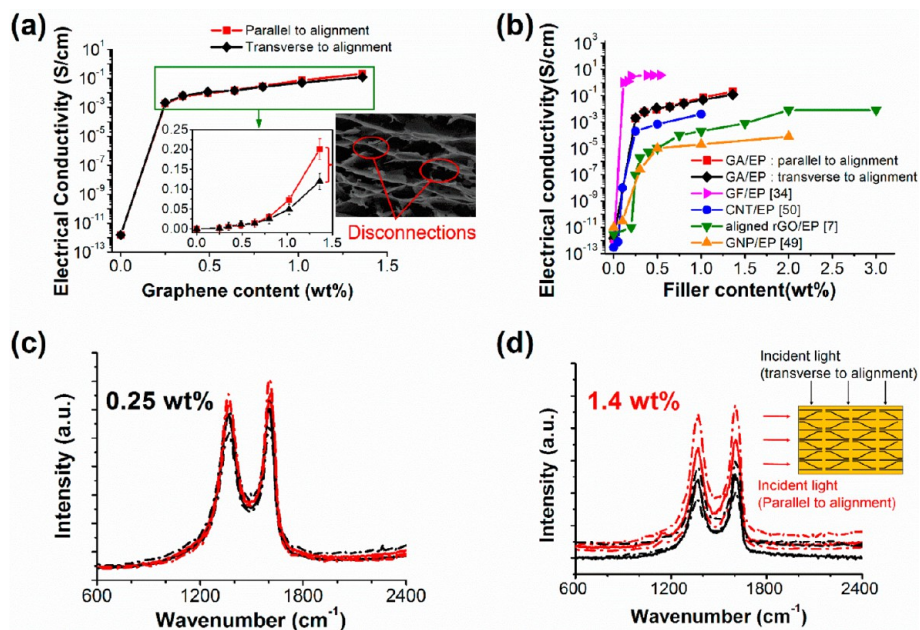 (a)
Parallel to alignment
Transverse to alignment
Electrical Conductivity (S/cm)
10^1
10^-1
10^-3
10^-5
10^-7
10^-9
10^-11
10^-13
0.25
0.20
0.15
0.10
0.05
0.00
0.0 0.5 1.0 1.5
Disconnections
0.0 0.5 1.0 1.5
Graphene content (wt%)
(b)
Electrical conductivity(S/cm)
10^5
10^3
10^1
10^-1
10^-3
10^-5
10^-7
10^-9
10^-11
10^-13
GA/EP : parallel to alignment
GA/EP : transverse to alignment
GF/EP [34]
CNT/EP [50]
aligned rGO/EP [7]
GNP/EP [49]
0.0 0.5 1.0 1.5 2.0 2.5 3.0
Filler content(wt%)
(c)
0.25 wt%
Intensity (a.u.)
600 1200 1800 2400
Wavenumber (cm-1)
(d)
1.4 wt%
Incident light
(transverse to alignment)
Incident light
(Parallel to alignment)
Intensity (a.u.)
600 1200 1800 2400
Wavenumber (cm-1)